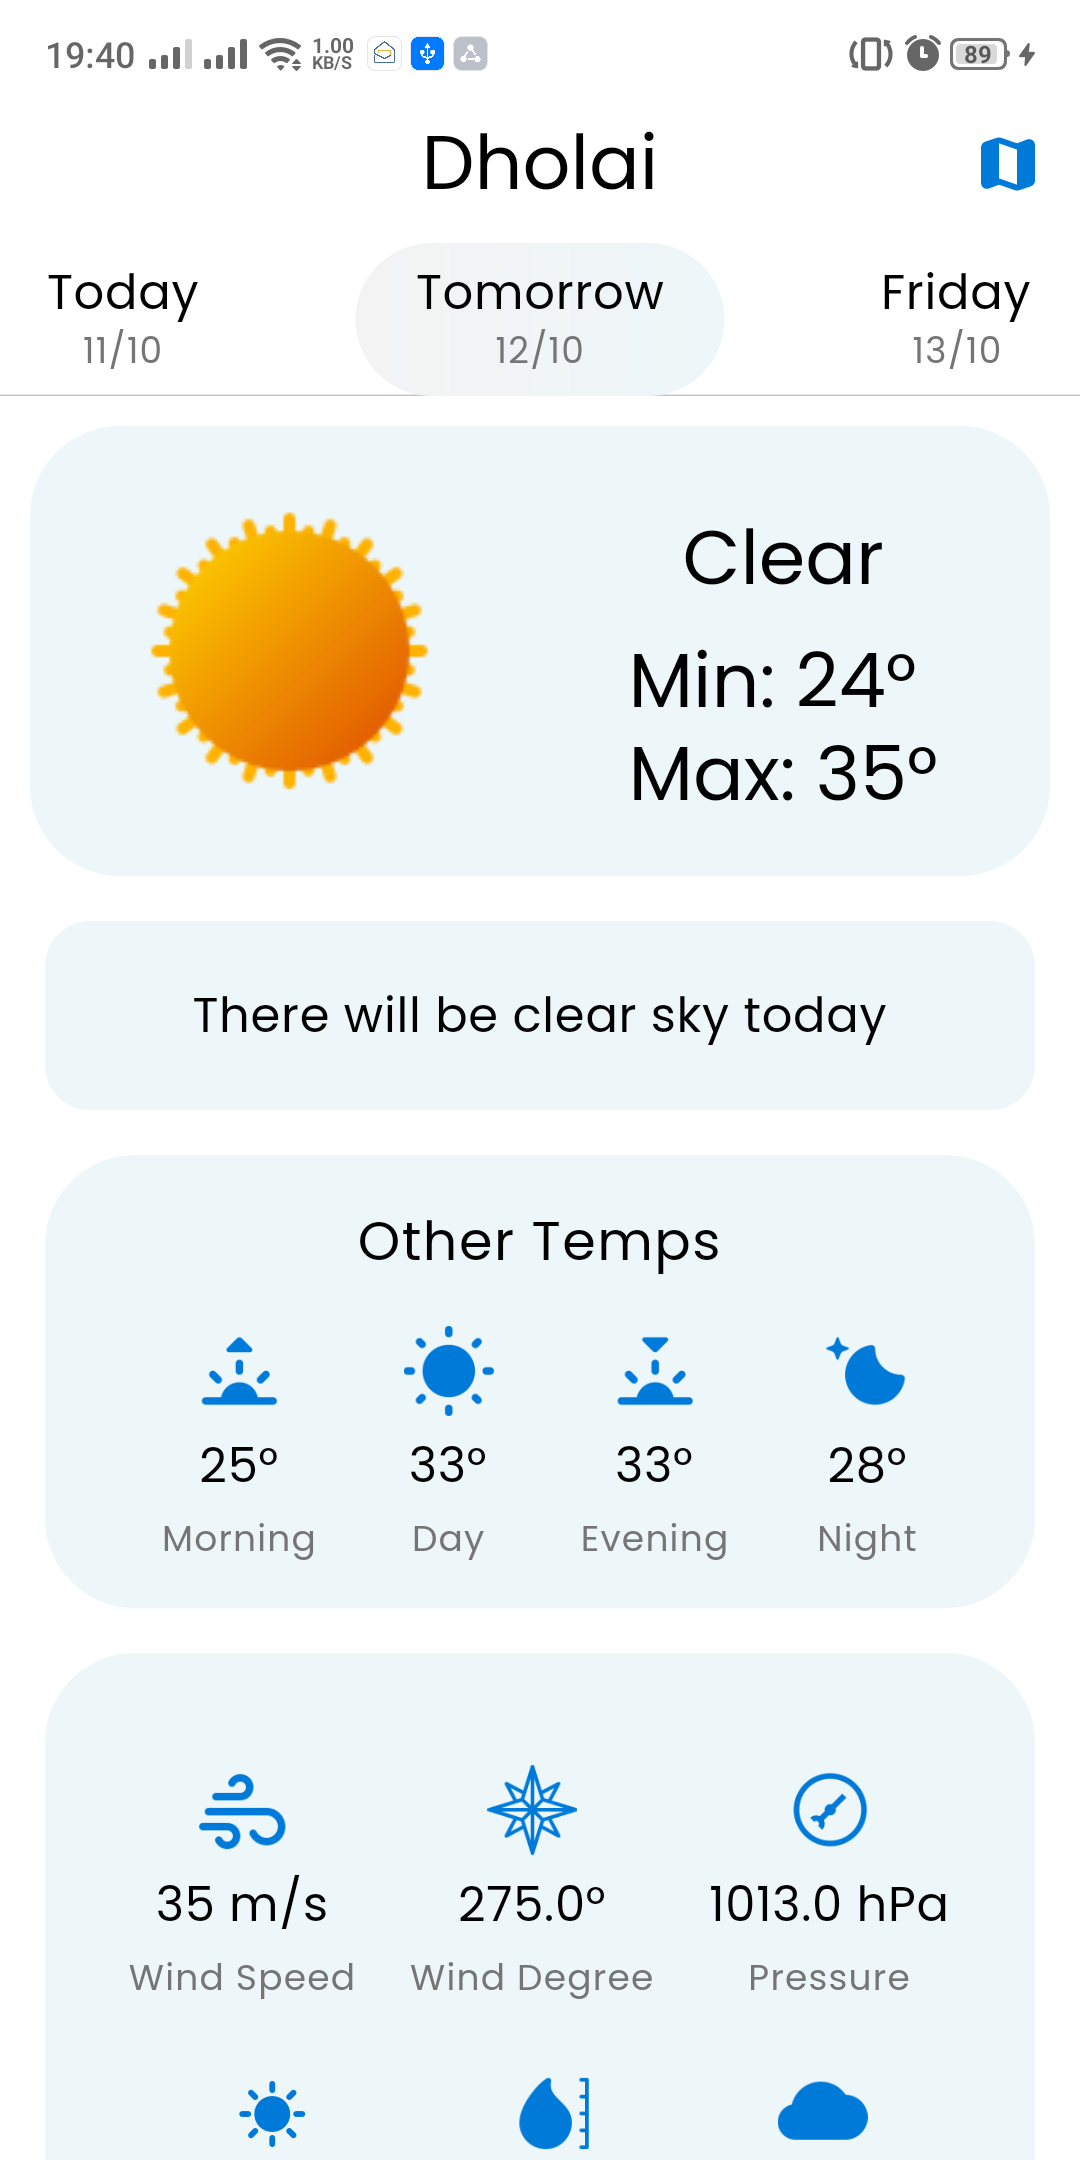 19:40 1.00 KB/S 89
Dholai
Today Tomorrow Friday
11/10 12/10 13/10
Clear
Min: 24°
Max: 35°
There will be clear sky today
Other Temps
25° 33° 33° 28°
Morning Day Evening Night
35 m/s 275.0° 1013.0 hPa
Wind Speed Wind Degree Pressure